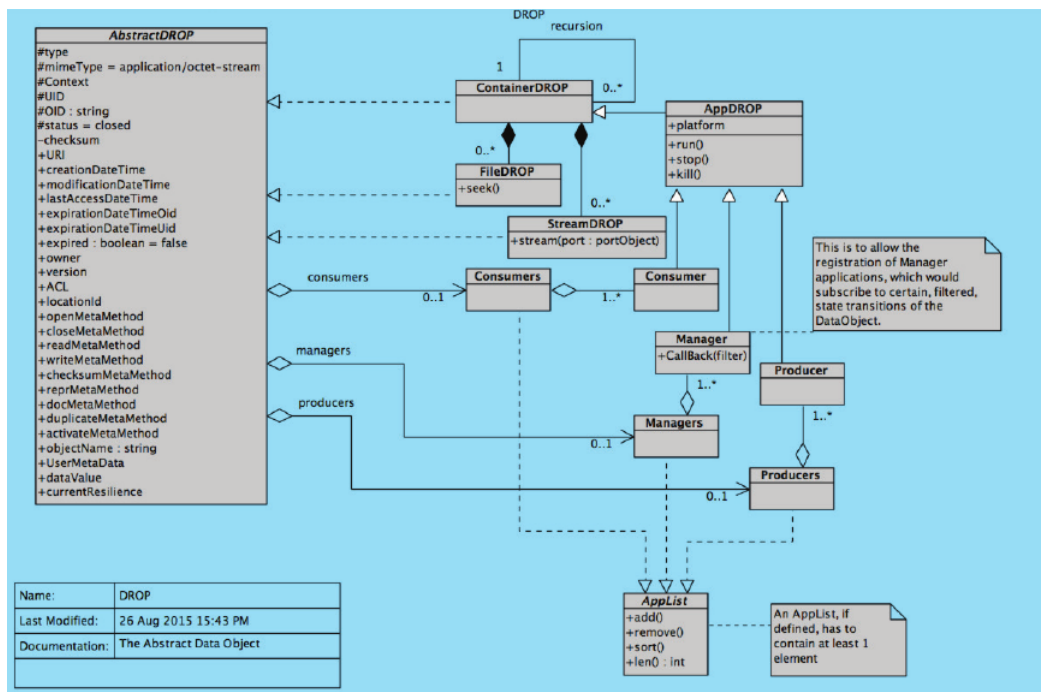 DROP
recursion
1
0..*
AbstractDROP
#type
#mimeType = application/octet-stream
#Context
#UID
#OID : string
#status = closed
-checksum
+URI
+creationDateTime
+modificationDateTime
+lastAccessDateTime
+expirationDateTimeOid
+expirationDateTimeUid
+expired : boolean = false
+owner
+version
+ACL
+locationId
+openMetaMethod
+closeMetaMethod
+readMetaMethod
+writeMetaMethod
+checksumMetaMethod
+reprMetaMethod
+docMetaMethod
+duplicateMetaMethod
+activateMetaMethod
+objectName : string
+UserMetaData
+dataValue
+currentResilience
ContainerDROP
0..*
FileDROP
+seek()
0..*
StreamDROP
+stream(port : portObject)
AppDROP
+platform
+run()
+stop()
+kill()
This is to allow the
registration of Manager
applications, which would
subscribe to certain, filtered,
state transitions of the
DataObject.
consumers
0..1
Consumers
1..*
Consumer
Manager
+CallBack(filter)
1..*
managers
0..1
Managers
Producer
1..*
producers
0..1
Producers
AppList
+add()
+remove()
+sort()
+len() : int
An AppList, if
defined, has to
contain at least 1
element
Name: DROP
Last Modified: 26 Aug 2015 15:43 PM
Documentation: The Abstract Data Object